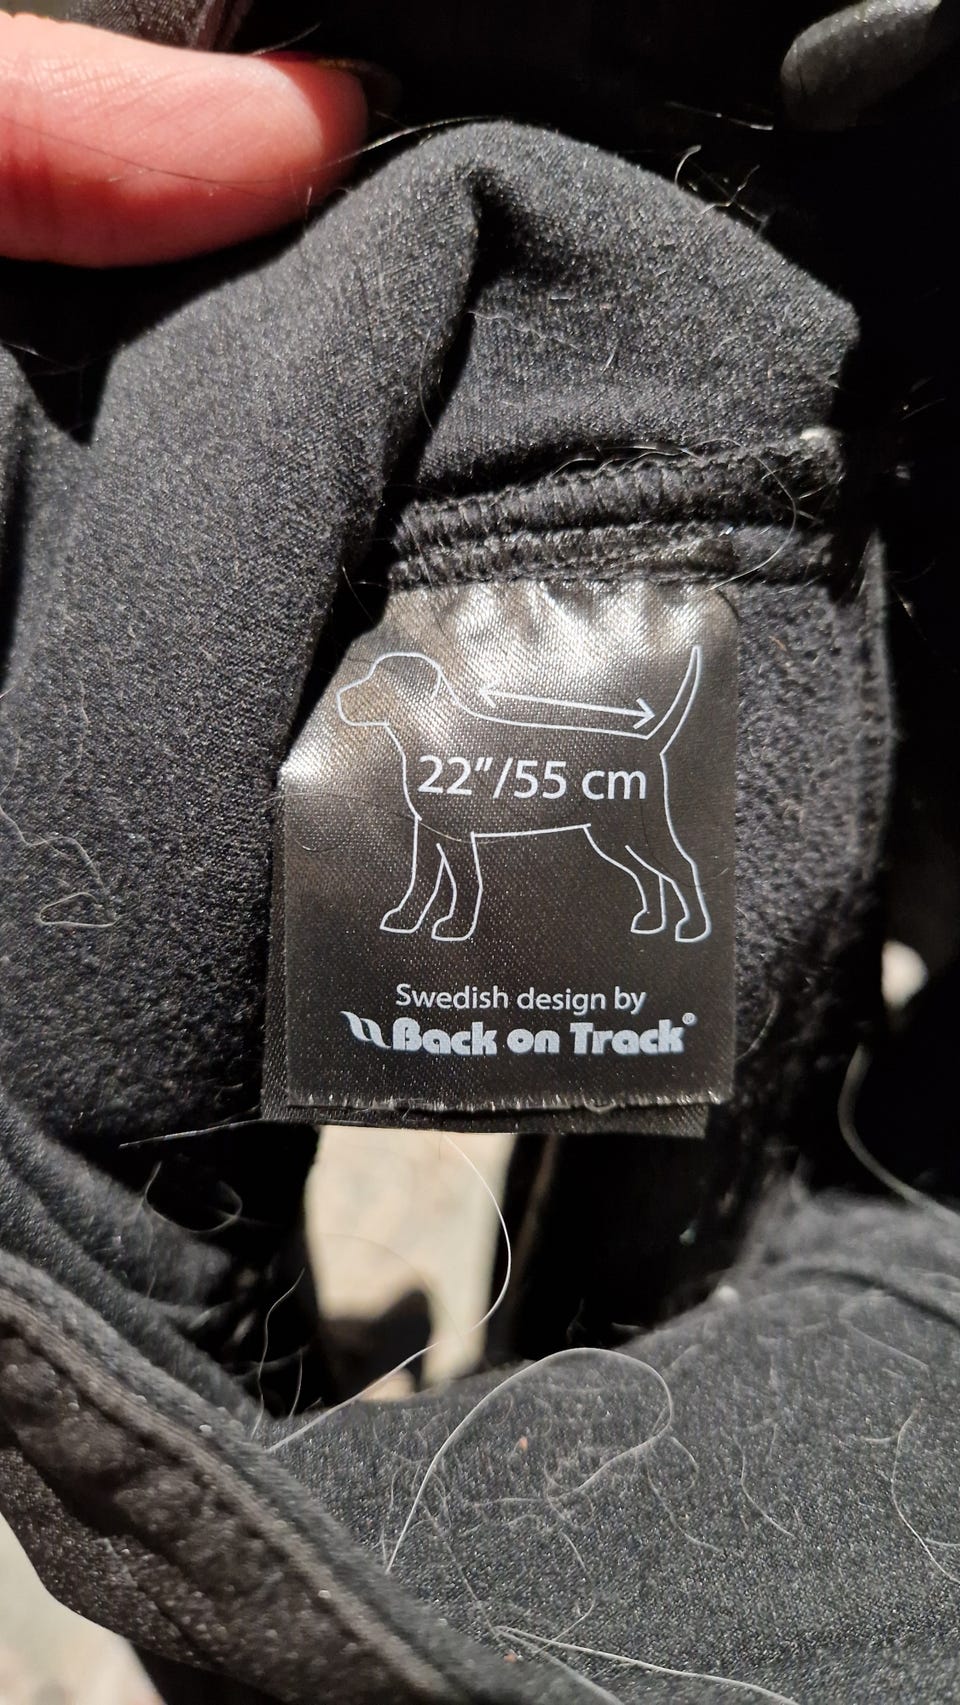 22"/55 cm
Swedish design by
Back on Track®